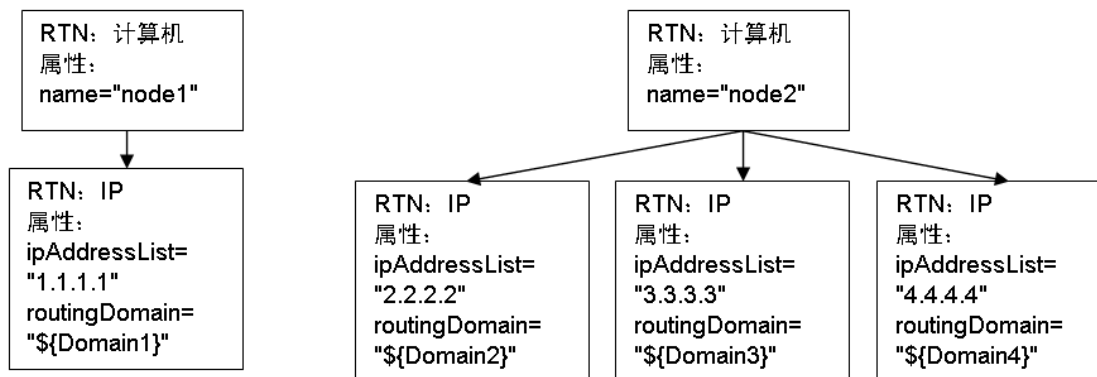 RTN：计算机
属性：
name="node1"
RTN：IP
属性：
ipAddressList=
"1.1.1.1"
routingDomain=
"${Domain1}"
RTN：计算机
属性：
name="node2"
RTN：IP
属性：
ipAddressList=
"2.2.2.2"
routingDomain=
"${Domain2}"
RTN：IP
属性：
ipAddressList=
"3.3.3.3"
routingDomain=
"${Domain3}"
RTN：IP
属性：
ipAddressList=
"4.4.4.4"
routingDomain=
"${Domain4}"